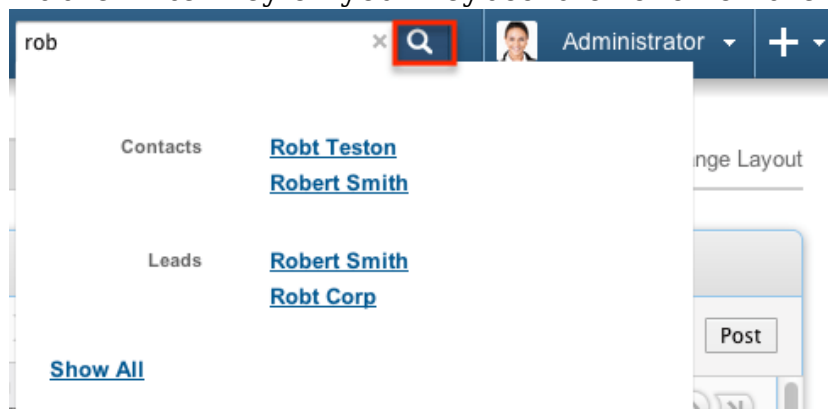 rob × Administrator
Contacts Robt Teston
Robert Smith
nge Layout
Leads Robert Smith
Robt Corp
Post
Show All